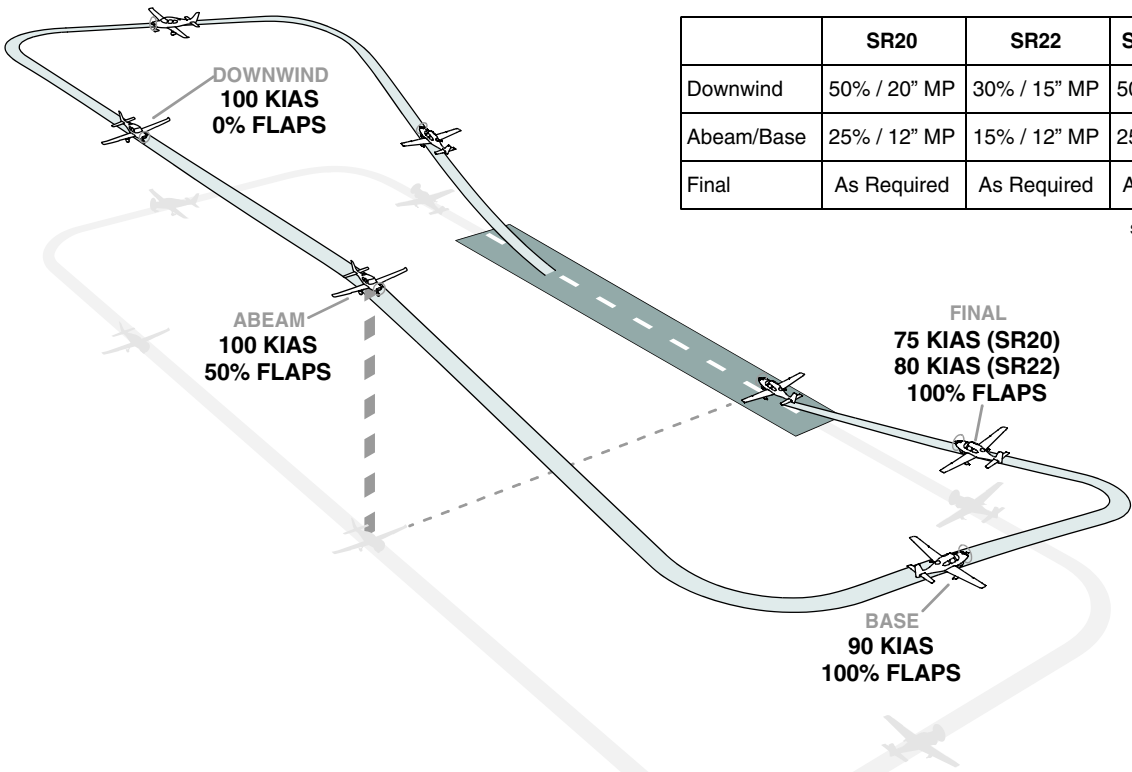 SR20 SR22
Downwind 50% / 20” MP 30% / 15” MP
Abeam/Base 25% / 12” MP 15% / 12” MP
Final As Required As Required
DOWNWIND
100 KIAS
0% FLAPS
ABEAM
100 KIAS
50% FLAPS
FINAL
75 KIAS (SR20)
80 KIAS (SR22)
100% FLAPS
BASE
90 KIAS
100% FLAPS